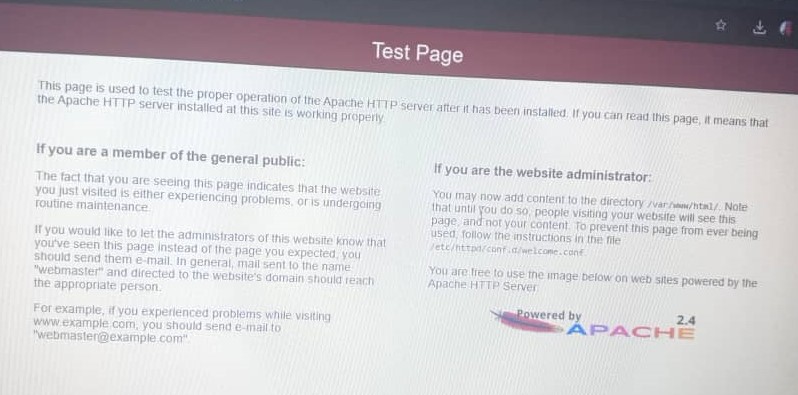 Test Page
This page is used to test the proper operation of the Apache HTTP server after it has been installed. If you can read this page, it means that
the Apache HTTP server installed at this site is working properly.
If you are a member of the general public:
The fact that you are seeing this page indicates that the website
you just visited is either experiencing problems, or is undergoing
routine maintenance.
If you would like to let the administrators of this website know that
you've seen this page instead of the page you expected, you
should send them e-mail. In general, mail sent to the name
"webmaster" and directed to the website's domain should reach
the appropriate person.
For example, if you experienced problems while visiting
www.example.com, you should send e-mail to
"webmaster@example.com".
If you are the website administrator:
You may now add content to the directory /var/www/html/. Note
that until you do so, people visiting your website will see this
page, and not your content. To prevent this page from ever being
used, follow the instructions in the file
/etc/httpd/conf.d/welcome.conf.
You are free to use the image below on web sites powered by the
Apache HTTP Server:
Powered by
APACHE 2.4